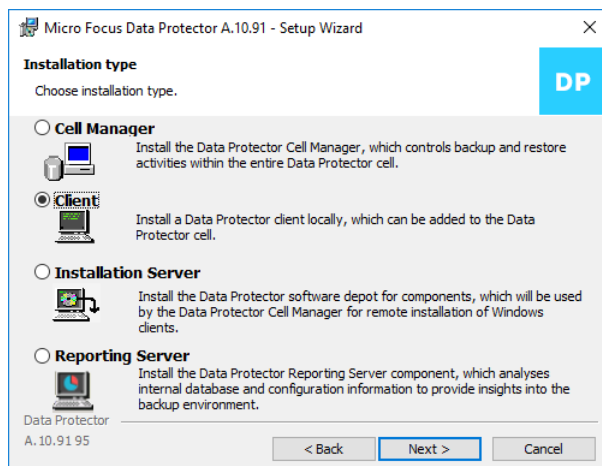 Micro Focus Data Protector A.10.91 - Setup Wizard
Installation type
Choose installation type.
DP
Cell Manager
Install the Data Protector Cell Manager, which controls backup and restore
activities within the entire Data Protector cell.
Client
Install a Data Protector client locally, which can be added to the Data
Protector cell.
Installation Server
Install the Data Protector software depot for components, which will be used
by the Data Protector Cell Manager for remote installation of Windows
clients.
Reporting Server
Install the Data Protector Reporting Server component, which analyses
internal database and configuration information to provide insights into the
backup environment.
Data Protector
A.10.91 95
< Back
Next >
Cancel